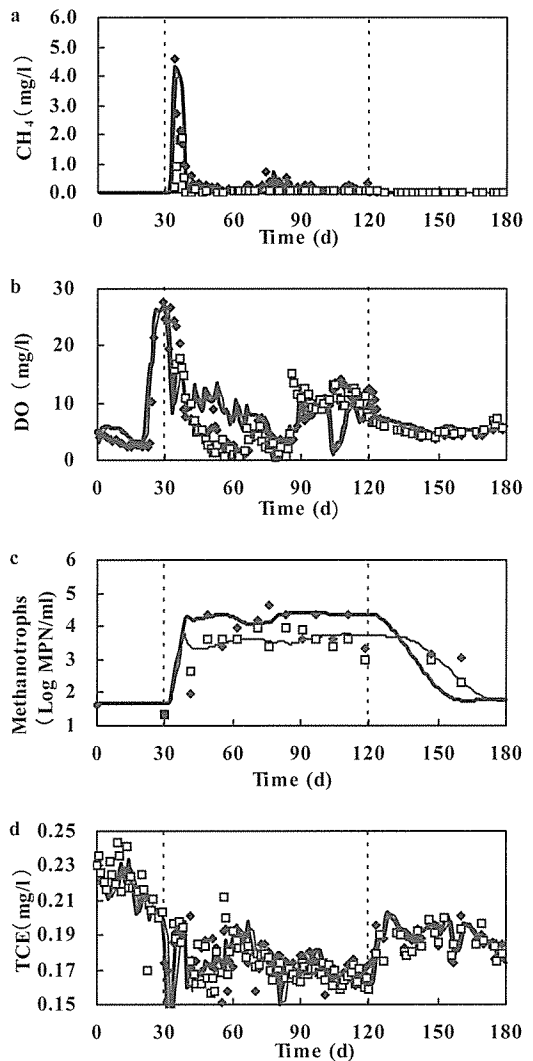 a
6.0
5.0
4.0
3.0
2.0
1.0
0.0
CH4 (mg/l)
0 30 60 90 120 150 180
Time (d)
b
30
20
10
0
DO (mg/l)
0 30 60 90 120 150 180
Time (d)
c
6
5
4
3
2
1
Methanotrophs
(Log MPN/ml)
0 30 60 90 120 150 180
Time (d)
d
0.25
0.23
0.21
0.19
0.17
0.15
TCE(mg/l)
0 30 60 90 120 150 180
Time (d)